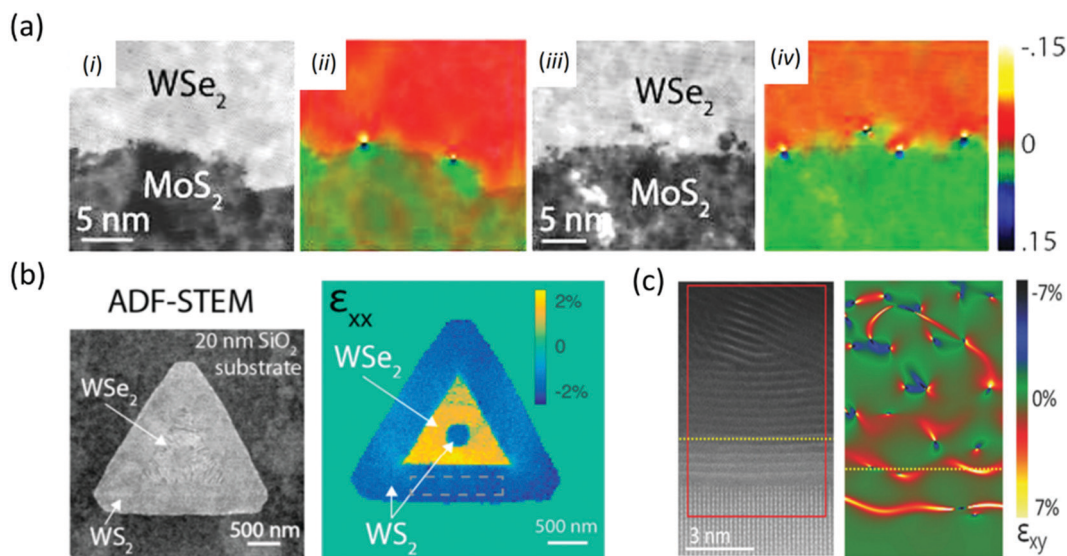 (a)
(i)
WSe₂
MoS₂
5 nm
(ii)
(iii)
WSe₂
MoS₂
5 nm
(iv)
-.15
0
.15
(b)
ADF-STEM
20 nm SiO₂
substrate
WSe₂
WS₂
500 nm
εxx
2%
0
-2%
WSe₂
WS₂
500 nm
(c)
3 nm
-7%
0%
7%
εxy